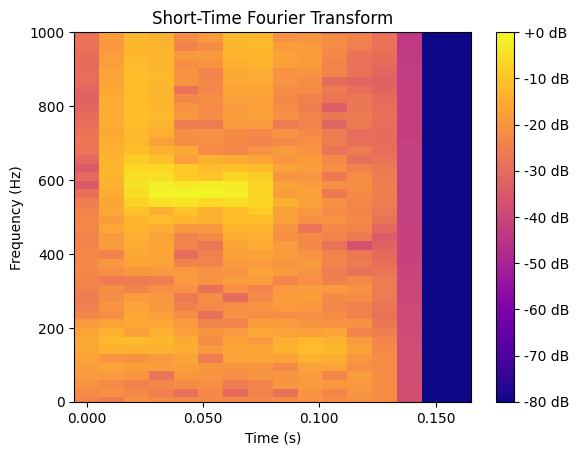 Short-Time Fourier Transform
1000
800
600
400
200
0
Frequency (Hz)
0.000
0.050
0.100
0.150
Time (s)
+0 dB
-10 dB
-20 dB
-30 dB
-40 dB
-50 dB
-60 dB
-70 dB
-80 dB